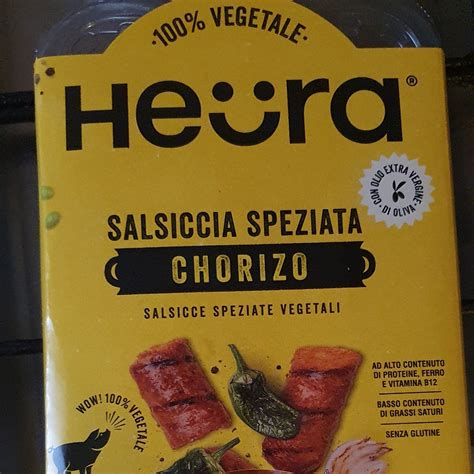 ·100% VEGETALE·
Heüra®
CON OLIO EXTRA VERGINE
· DI OLIVA ·
SALSICCIA SPEZIATA
CHORIZO
SALSICCE SPEZIATE VEGETALI
AD ALTO CONTENUTO
DI PROTEINE, FERRO
E VITAMINA B12
BASSO CONTENUTO
DI GRASSI SATURI
SENZA GLUTINE
WOW! 100% VEGETALE